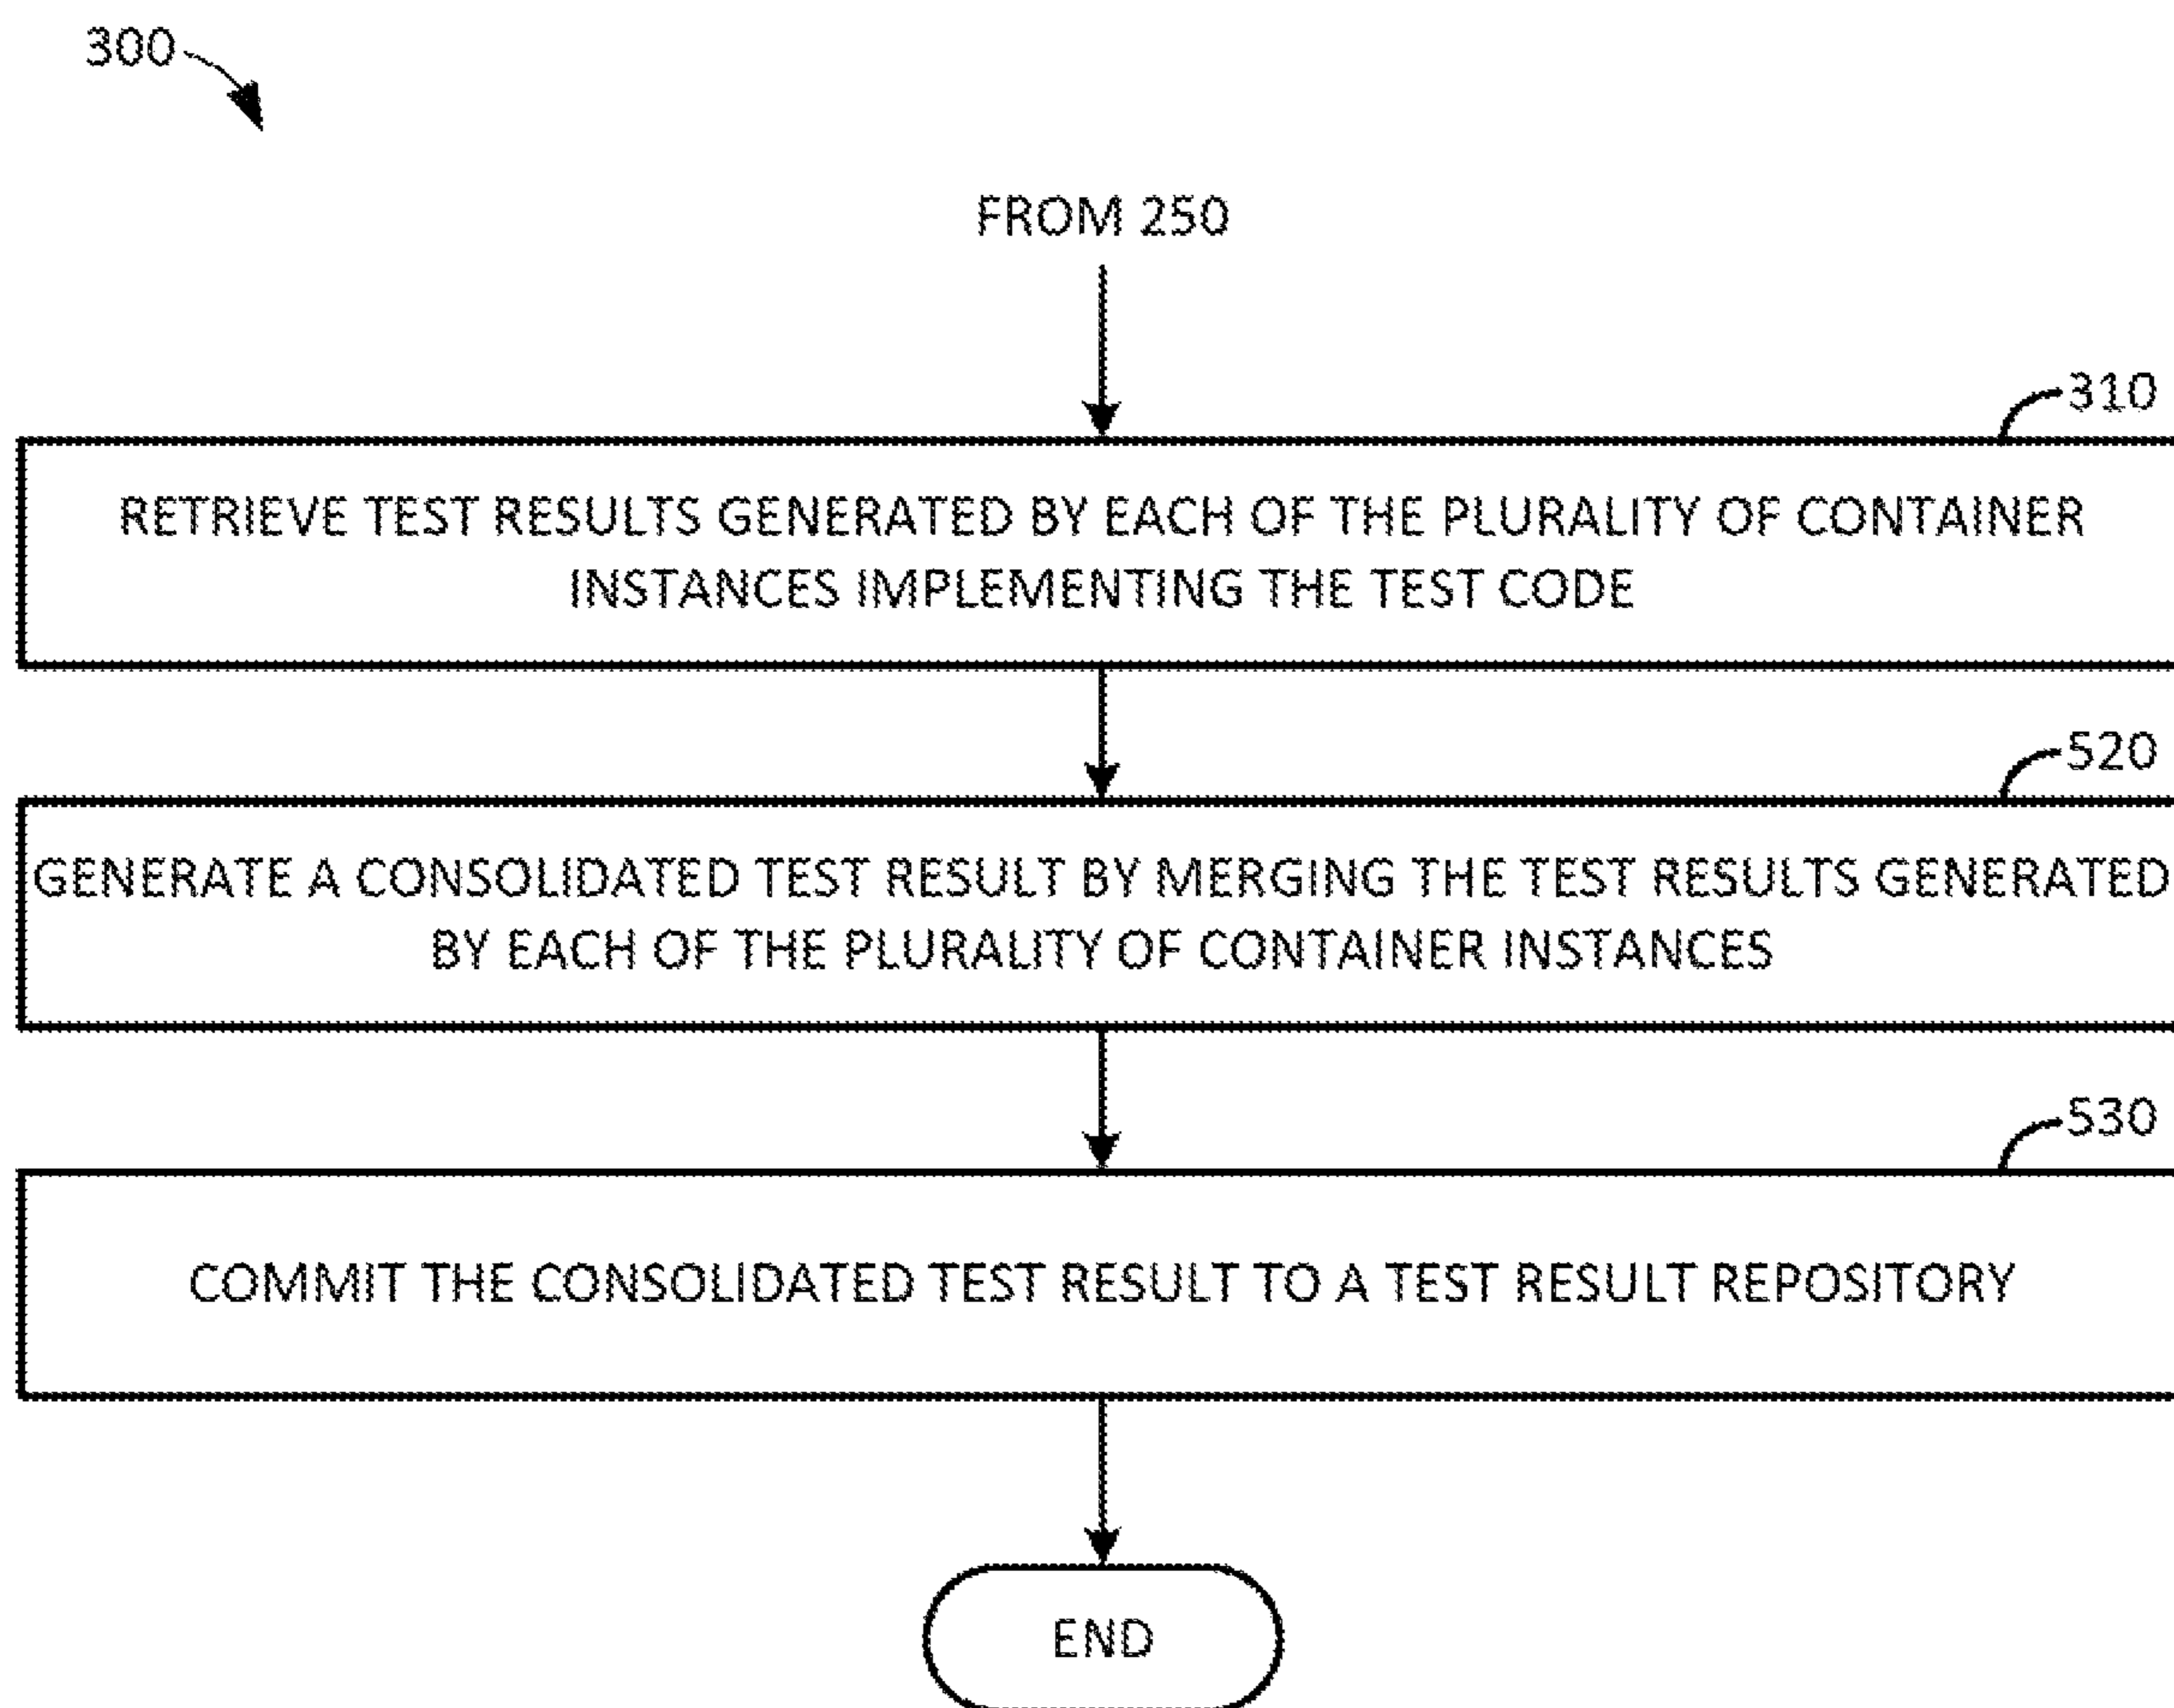 300
FROM 250
310
RETRIEVE TEST RESULTS GENERATED BY EACH OF THE PLURALITY OF CONTAINER
INSTANCES IMPLEMENTING THE TEST CODE
520
GENERATE A CONSOLIDATED TEST RESULT BY MERGING THE TEST RESULTS GENERATED
BY EACH OF THE PLURALITY OF CONTAINER INSTANCES
530
COMMIT THE CONSOLIDATED TEST RESULT TO A TEST RESULT REPOSITORY
END